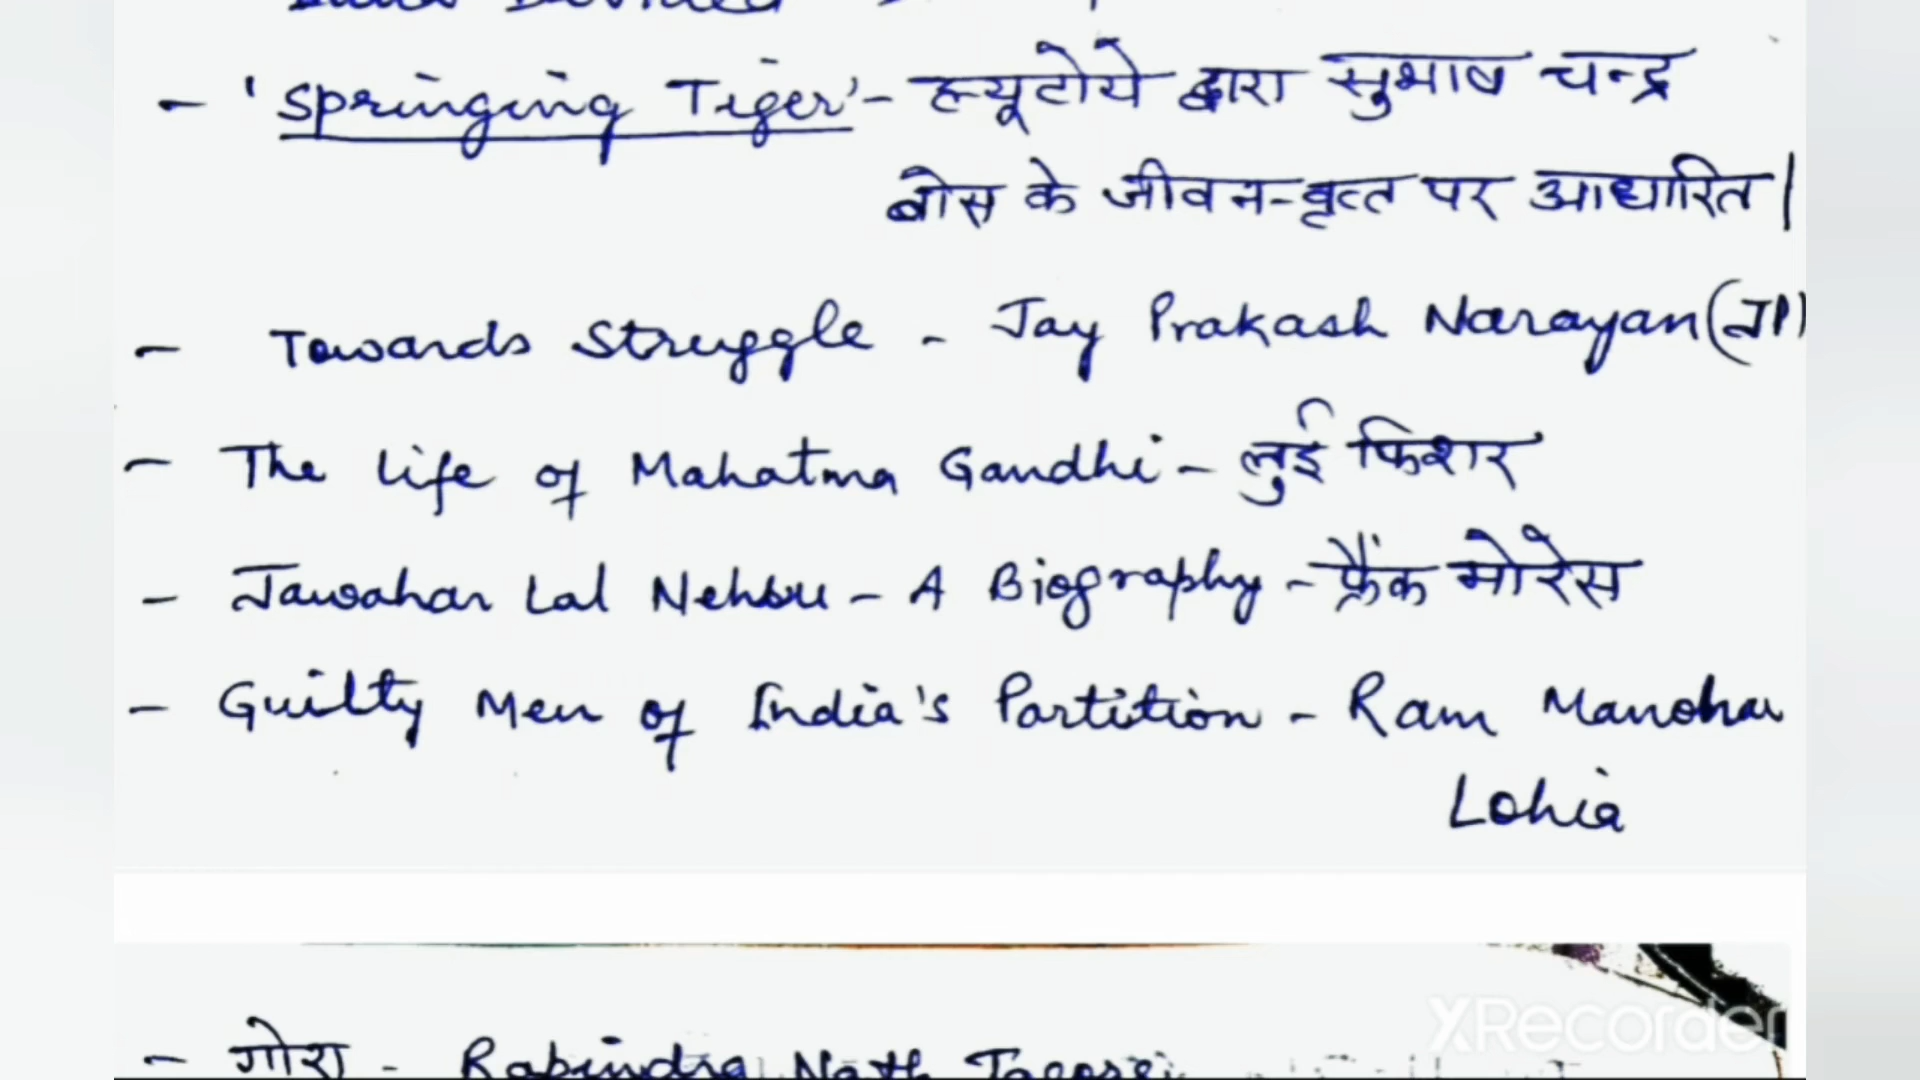 - 'Springing Tiger' - ह्यूटोये द्वारा सुभाष चन्द्र
बोस के जीवन-वृत्त पर आधारित।
- Towards Struggle - Jay Prakash Narayan (JP)
- The Life of Mahatma Gandhi - लुई फिशर
- Jawahar Lal Nehru - A Biography - फ्रैंक मोरेस
- Guilty Men of India's Partition - Ram Manohar
Lohia
XRecorder
- गोरा - Rabindra Nath Tagore